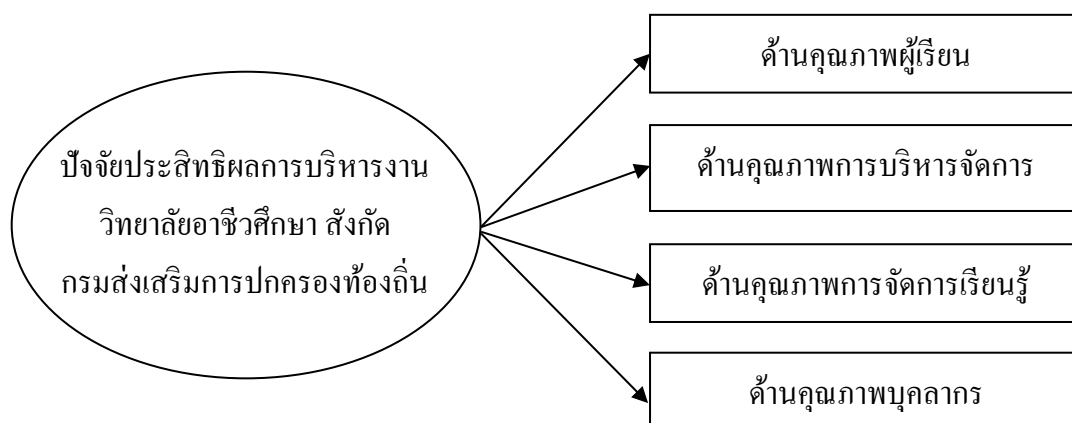 ด้านคุณภาพผู้เรียน
ปัจจัยประสิทธิผลการบริหารงาน
วิทยาลัยอาชีวศึกษา สังกัด
กรมส่งเสริมการปกครองท้องถิ่น
ด้านคุณภาพการบริหารจัดการ
ด้านคุณภาพการจัดการเรียนรู้
ด้านคุณภาพบุคลากร